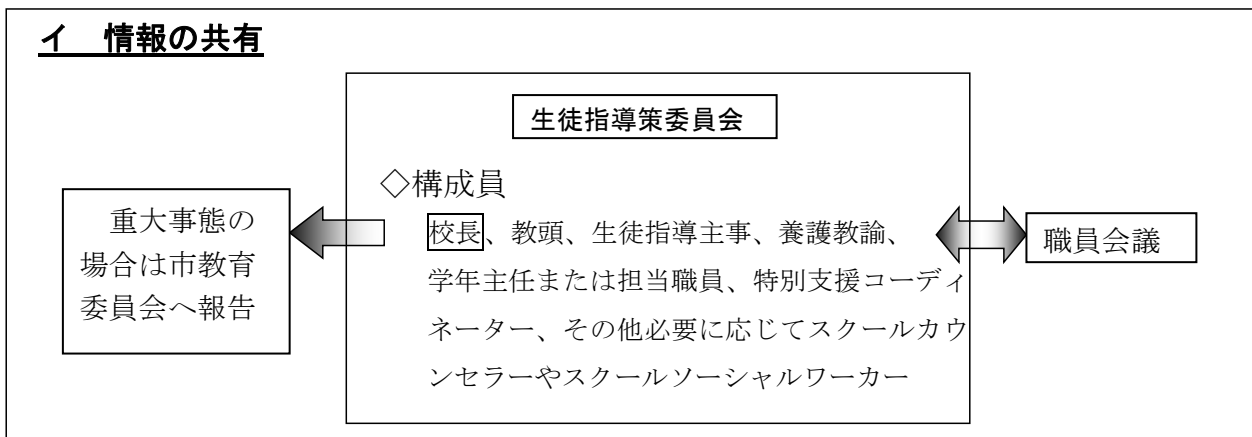 イ　情報の共有
生徒指導策委員会
◇構成員
校長、教頭、生徒指導主事、養護教諭、
学年主任または担当職員、特別支援コーディ
ネーター、その他必要に応じてスクールカウ
ンセラーやスクールソーシャルワーカー
重大事態の
場合は市教育
委員会へ報告
職員会議